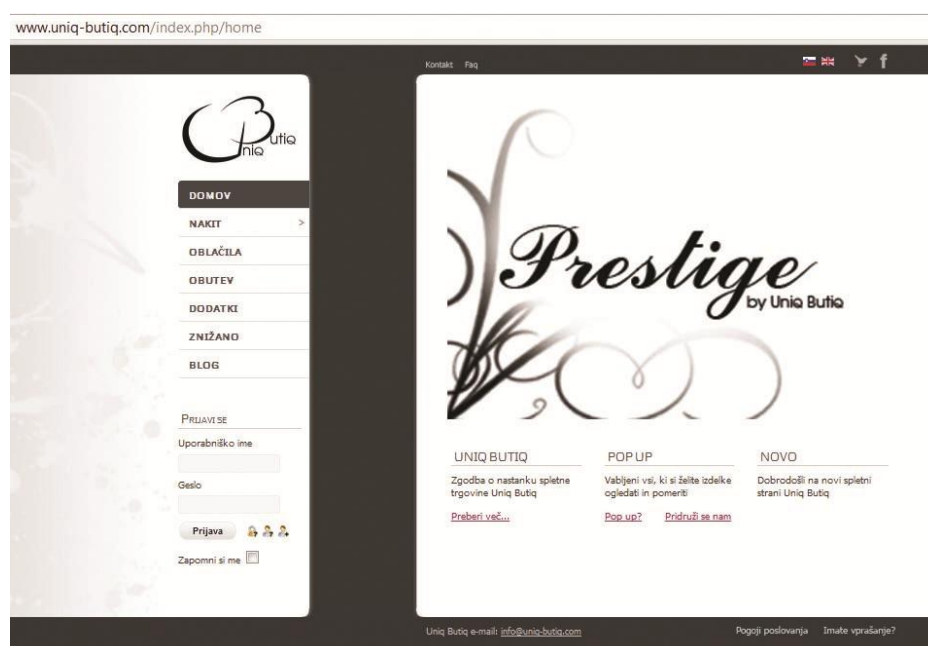 www.uniq-butiq.com/index.php/home
Kontakt Faq
Uniq Butiq
DOMOV
NAKIT >
OBLAČILA
OBUTEV
DODATKI
ZNIŽANO
BLOG
PRIJAVI SE
Uporabniško ime
Geslo
Prijava
Zapomni si me
Prestige
by Uniq Butiq
UNIQ BUTIQ
Zgodba o nastanku spletne
trgovine Uniq Butiq
Preberi več...
POP UP
Vabljeni vsi, ki si želite izdelke
ogledati in pomeriti
Pop up? Pridruži se nam
NOVO
Dobrodošli na novi spletni
strani Uniq Butiq
Uniq Butiq e-mail: info@uniq-butiq.com
Pogoji poslovanja Imate vprašanje?